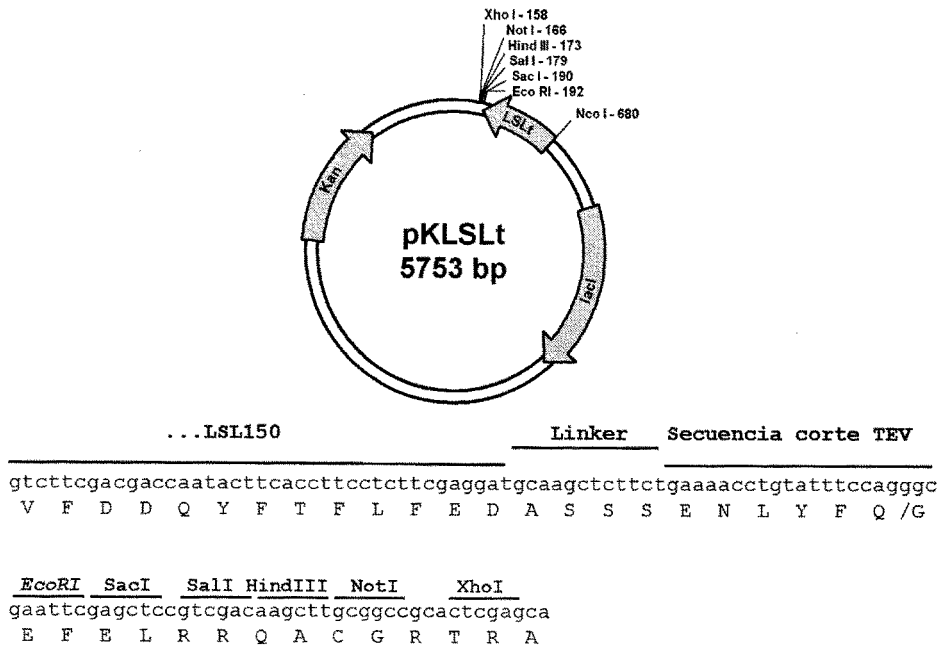 Xho I - 158
Not I - 166
Hind III - 173
Sal I - 179
Sac I - 190
Eco RI - 192
Nco I - 680
LSLt
Kan
lacI
pKLSLt
5753 bp
...LSL150 Linker Secuencia corte TEV
gtcttcgacgaccaatacttcaccttcctcttcgaggatgcaagctcttctgaaaacctgtatttccagggc
V F D D Q Y F T F L F E D A S S S E N L Y F Q /G
EcoRI SacI SalI HindIII NotI XhoI
gaattcgagctccgtcgacaagcttgcggccgcactcgagca
E F E L R R Q A C G R T R A